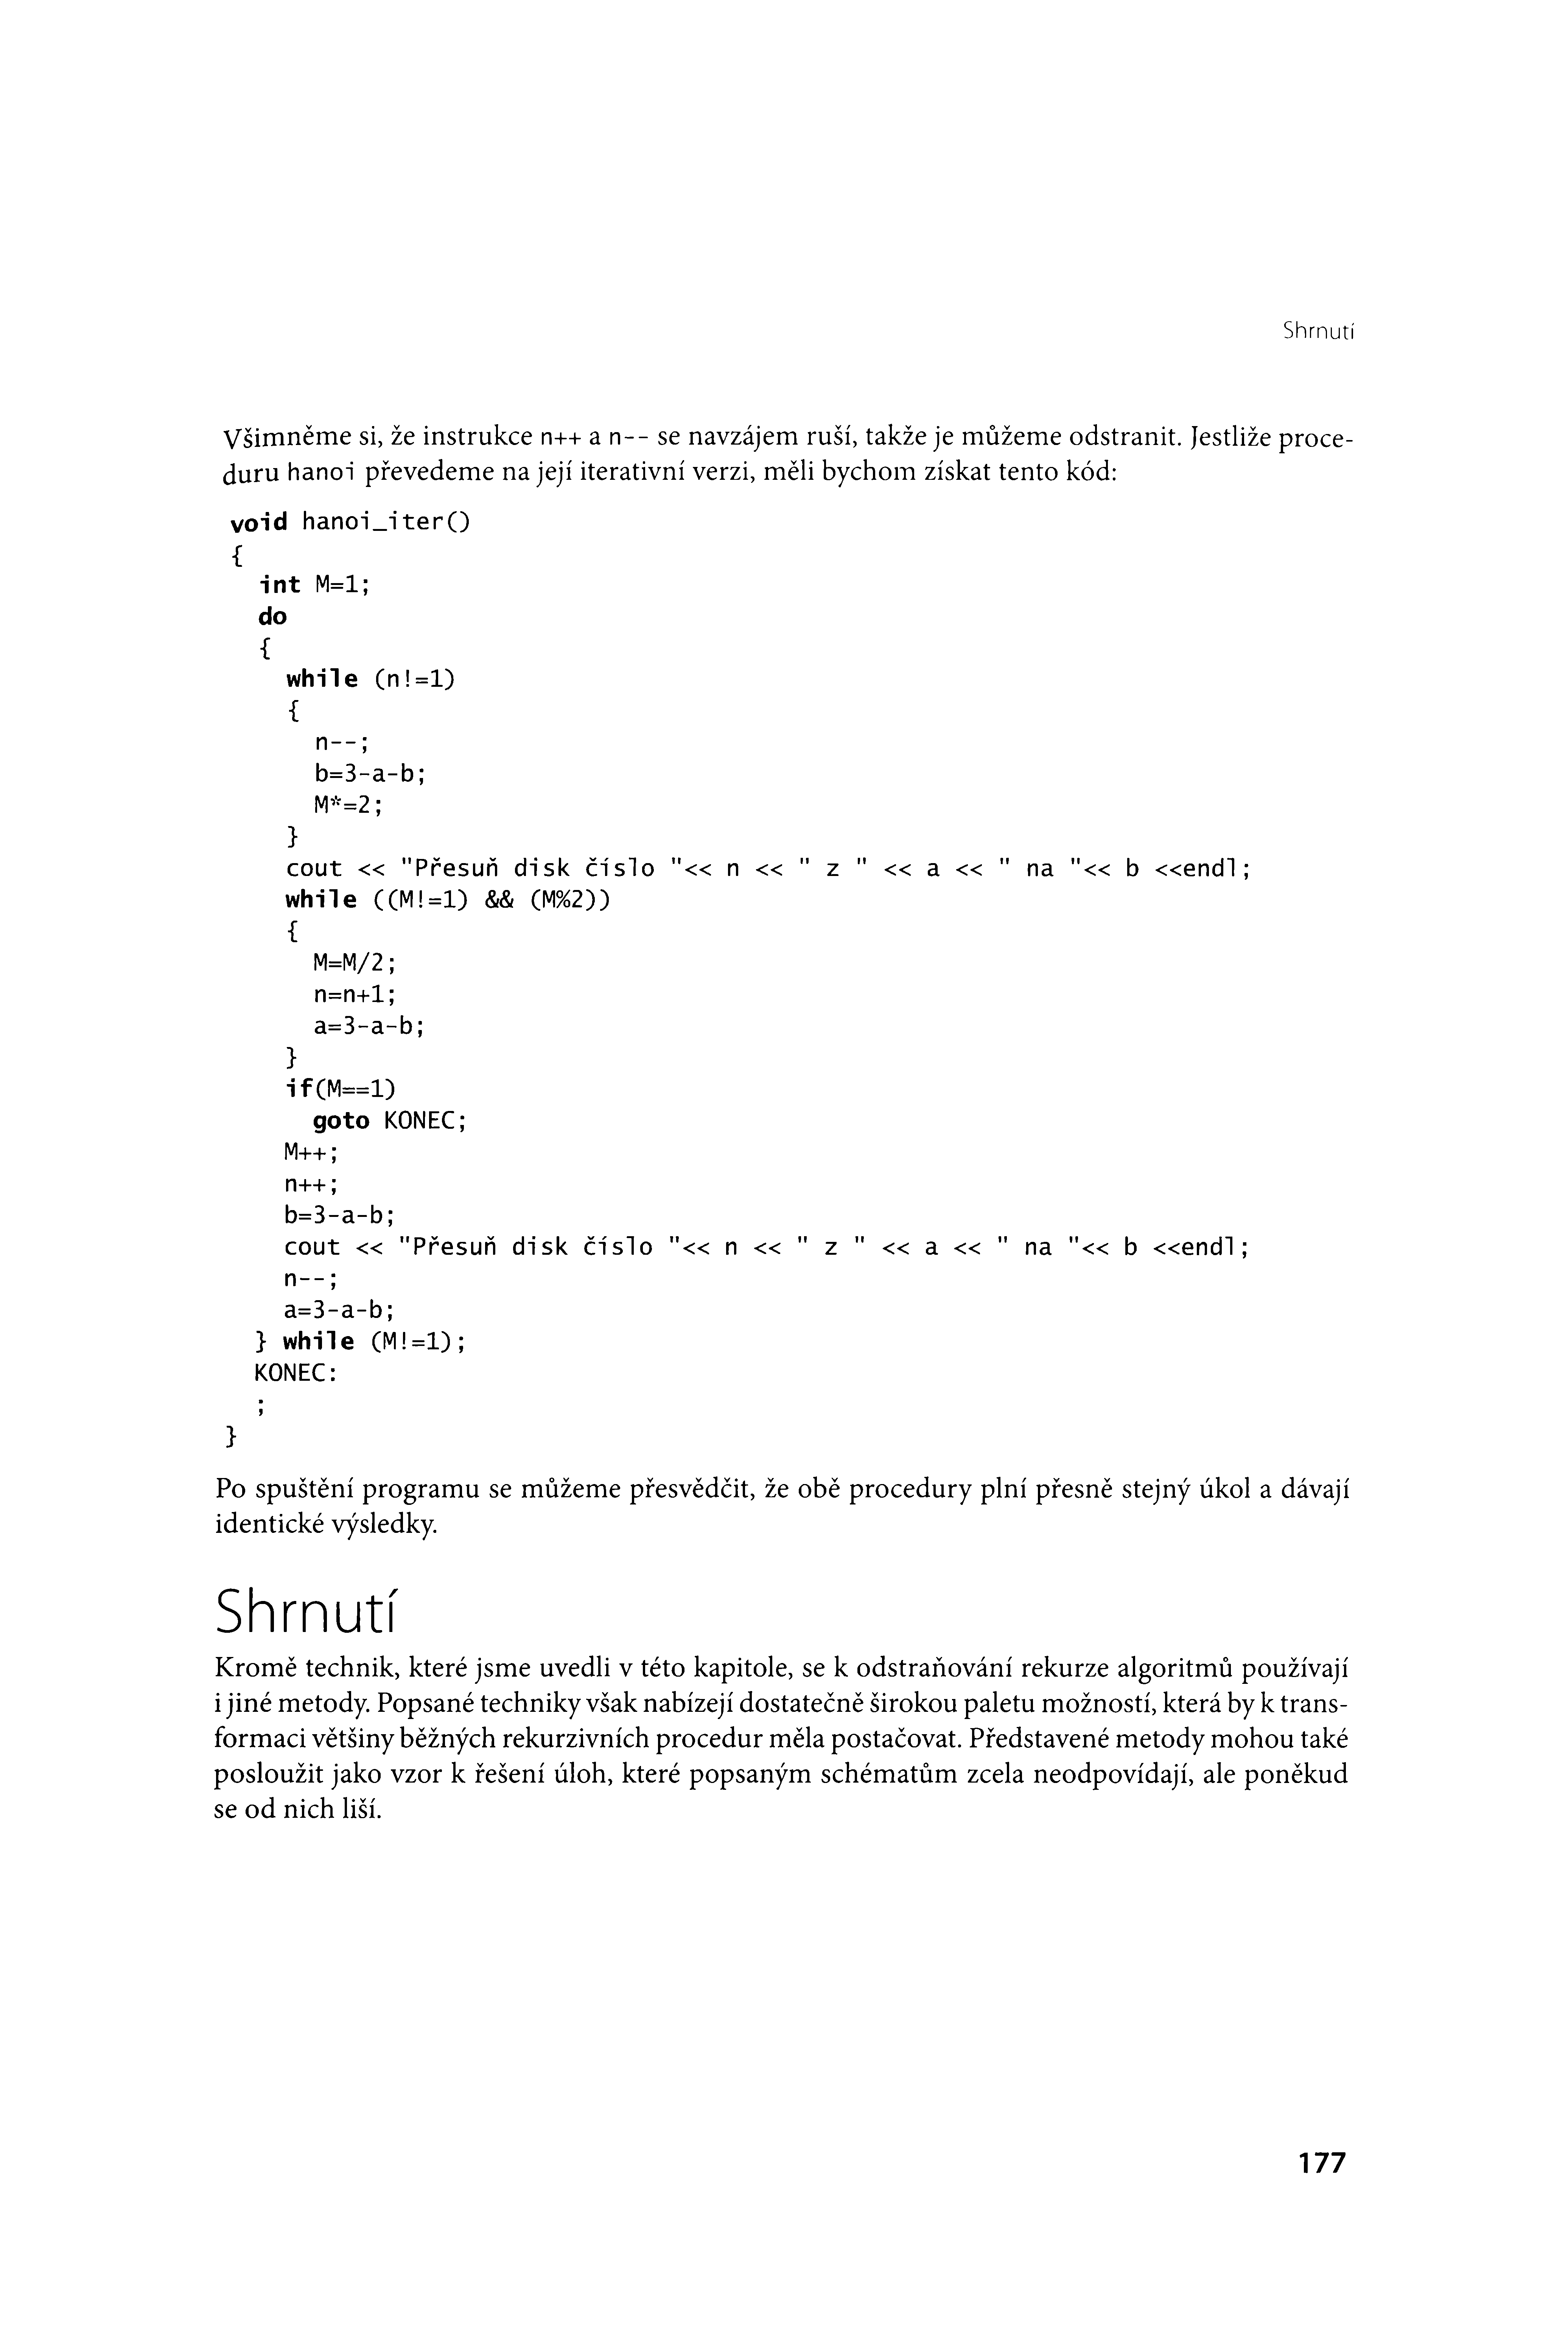 Shrnutí
Všimněme si, že instrukce n++ a n-- se navzájem ruší, takže je můžeme odstranit. Jestliže proce-
duru hanoi převedeme na její iterativní verzi, měli bychom získat tento kód:
void hanoi_iter()
{
int M=1;
do
{
while (n!=1)
{
n--;
b=3-a-b;
M*=2;
}
cout << "Přesuň disk číslo "<< n << " z " << a << " na "<< b <<endl;
while ((M!=1) && (M%2))
{
M=M/2;
n=n+1;
a=3-a-b;
}
if(M==1)
goto KONEC;
M++;
n++;
b=3-a-b;
cout << "Přesuň disk číslo "<< n << " z " << a << " na "<< b <<endl;
n--;
a=3-a-b;
} while (M!=1);
KONEC:
;
}
Po spuštění programu se můžeme přesvědčit, že obě procedury plní přesně stejný úkol a dávají
identické výsledky.
Shrnutí
Kromě technik, které jsme uvedli v této kapitole, se k odstraňování rekurze algoritmů používají
i jiné metody. Popsané techniky však nabízejí dostatečně širokou paletu možností, která by k trans-
formaci většiny běžných rekurzivních procedur měla postačovat. Představené metody mohou také
posloužit jako vzor k řešení úloh, které popsaným schématům zcela neodpovídají, ale poněkud
se od nich liší.
177